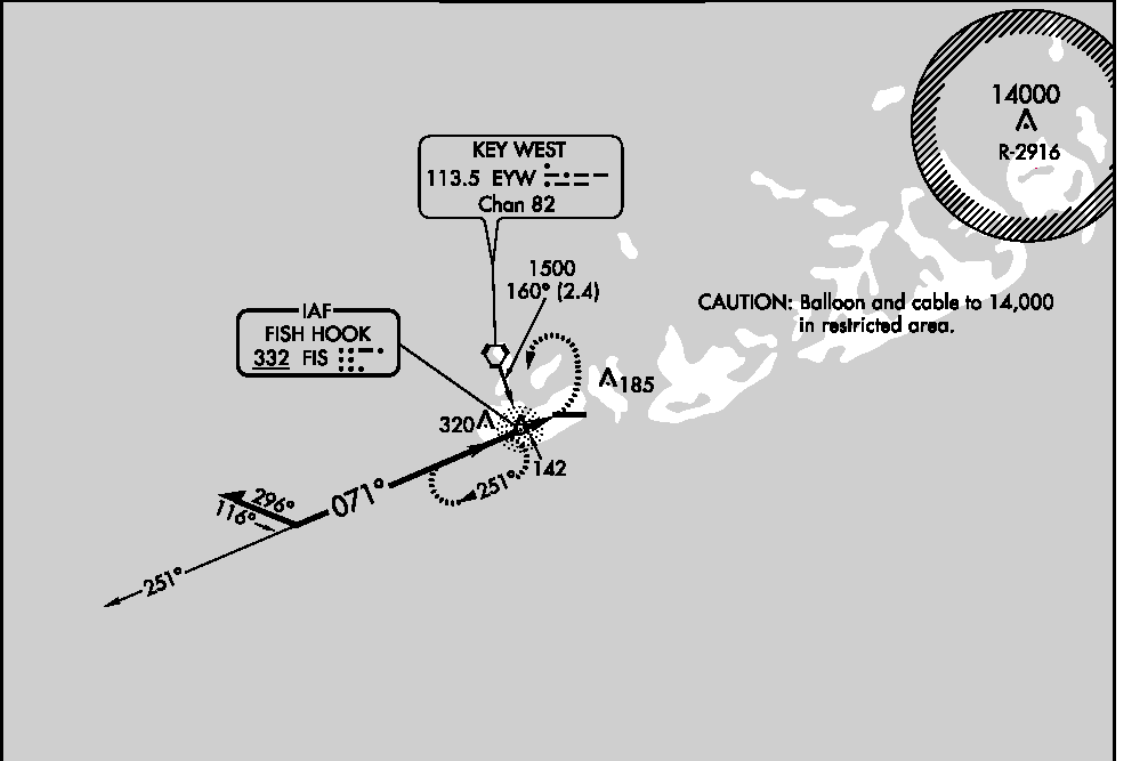 14000
R-2916
KEY WEST
113.5 EYW
Chan 82
1500
160° (2.4)
CAUTION: Balloon and cable to 14,000
in restricted area.
IAF
FISH HOOK
332 FIS
185
320
142
251°
071°
296°
116°
251°